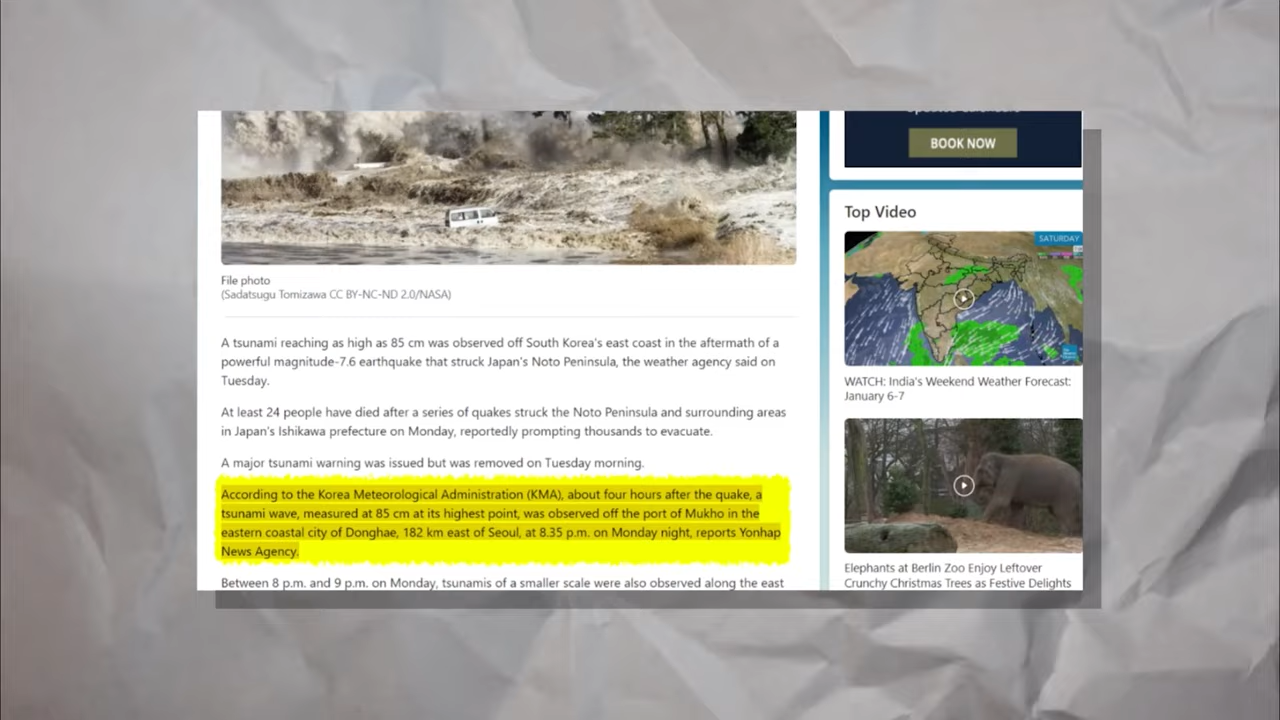 BOOK NOW
File photo
(Sadatsugu Tomizawa CC BY-NC-ND 2.0/NASA)
A tsunami reaching as high as 85 cm was observed off South Korea's east coast in the aftermath of a
powerful magnitude-7.6 earthquake that struck Japan's Noto Peninsula, the weather agency said on
Tuesday.
At least 24 people have died after a series of quakes struck the Noto Peninsula and surrounding areas
in Japan's Ishikawa prefecture on Monday, reportedly prompting thousands to evacuate.
A major tsunami warning was issued but was removed on Tuesday morning.
According to the Korea Meteorological Administration (KMA), about four hours after the quake, a
tsunami wave, measured at 85 cm at its highest point, was observed off the port of Mukho in the
eastern coastal city of Donghae, 182 km east of Seoul, at 8.35 p.m. on Monday night, reports Yonhap
News Agency.
Between 8 p.m. and 9 p.m. on Monday, tsunamis of a smaller scale were also observed along the east
Top Video
SATURDAY
WATCH: India's Weekend Weather Forecast:
January 6-7
Elephants at Berlin Zoo Enjoy Leftover
Crunchy Christmas Trees as Festive Delights